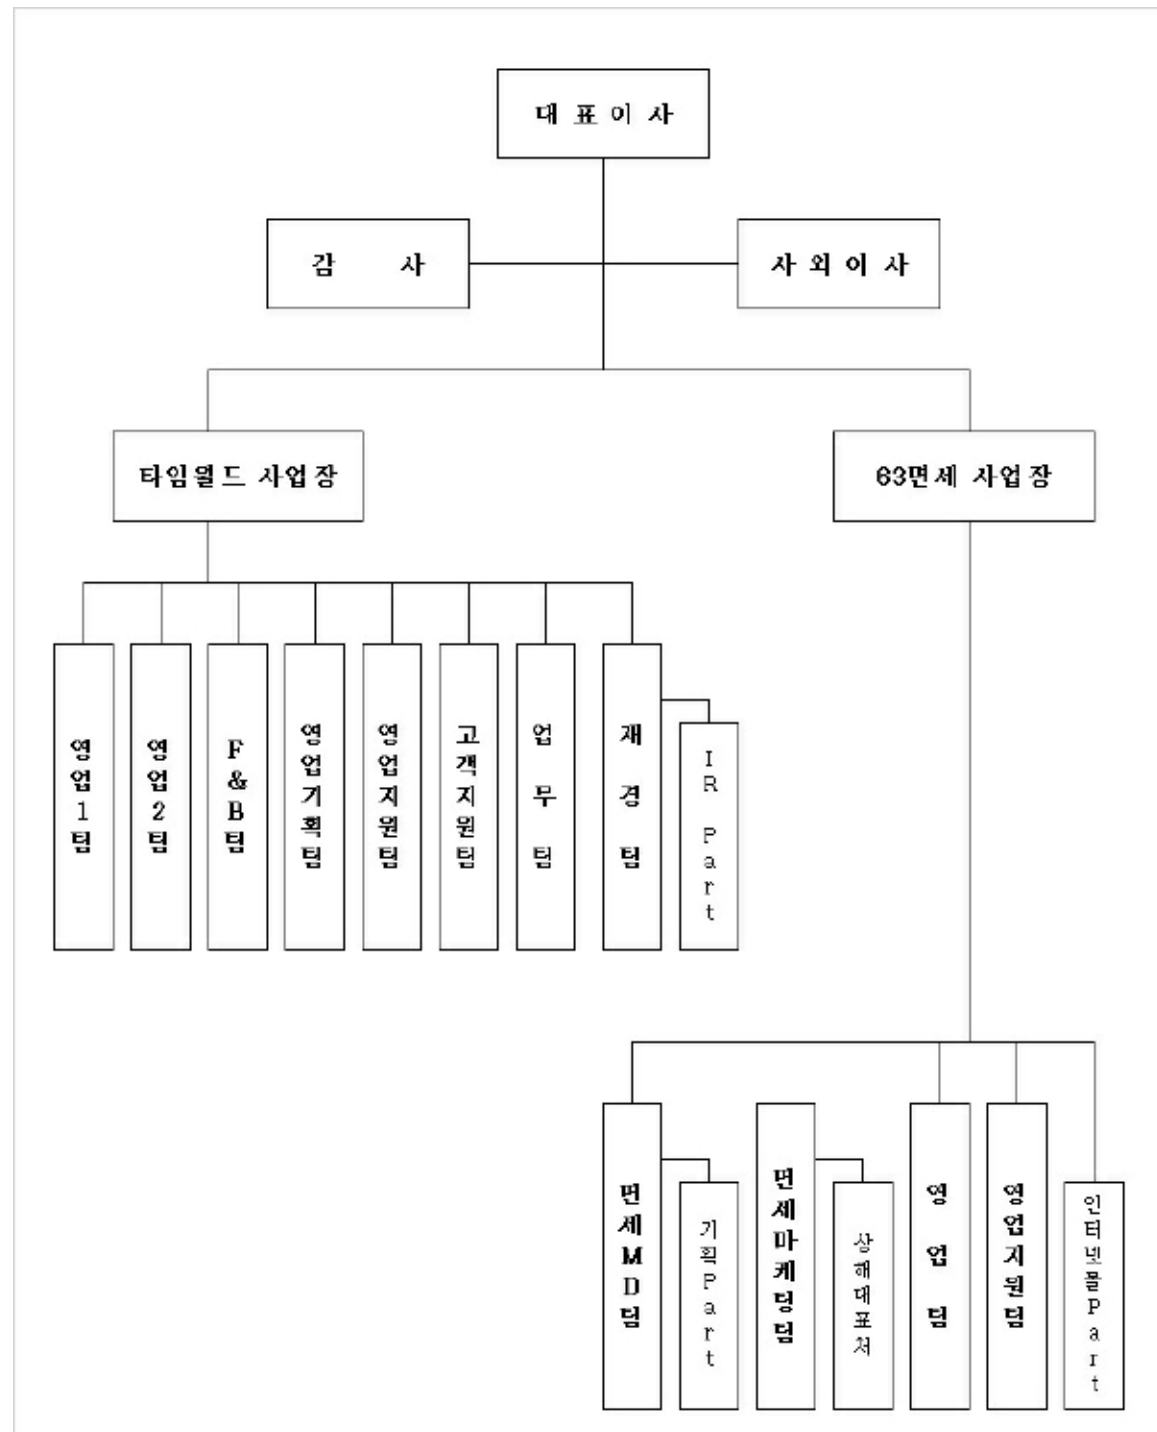 대 표 이 사
감 사
사 외 이 사
타임월드 사업장
63면세 사업장
영업1팀
영업2팀
F&B팀
영업기획팀
영업지원팀
고객지원팀
업 무 팀
재 경 팀
IR Part
면세MD팀
기획Part
면세마케팅팀
상해대표처
영 업 팀
영업지원팀
인터넷몰Part